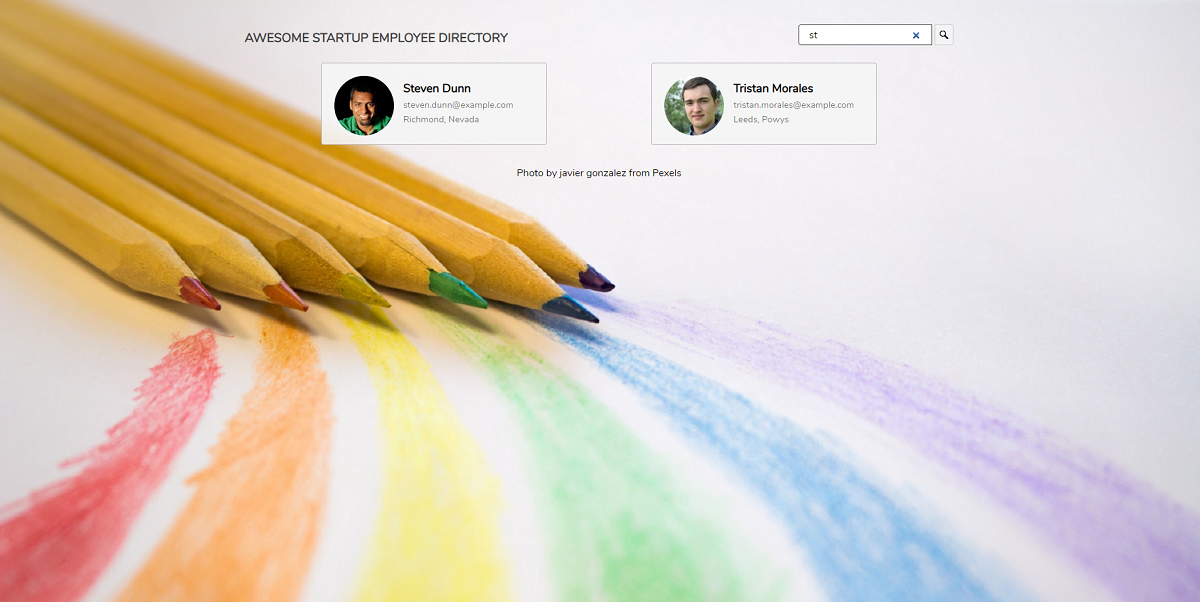 AWESOME STARTUP EMPLOYEE DIRECTORY
st
Steven Dunn
steven.dunn@example.com
Richmond, Nevada
Tristan Morales
tristan.morales@example.com
Leeds, Powys
Photo by javier gonzalez from Pexels